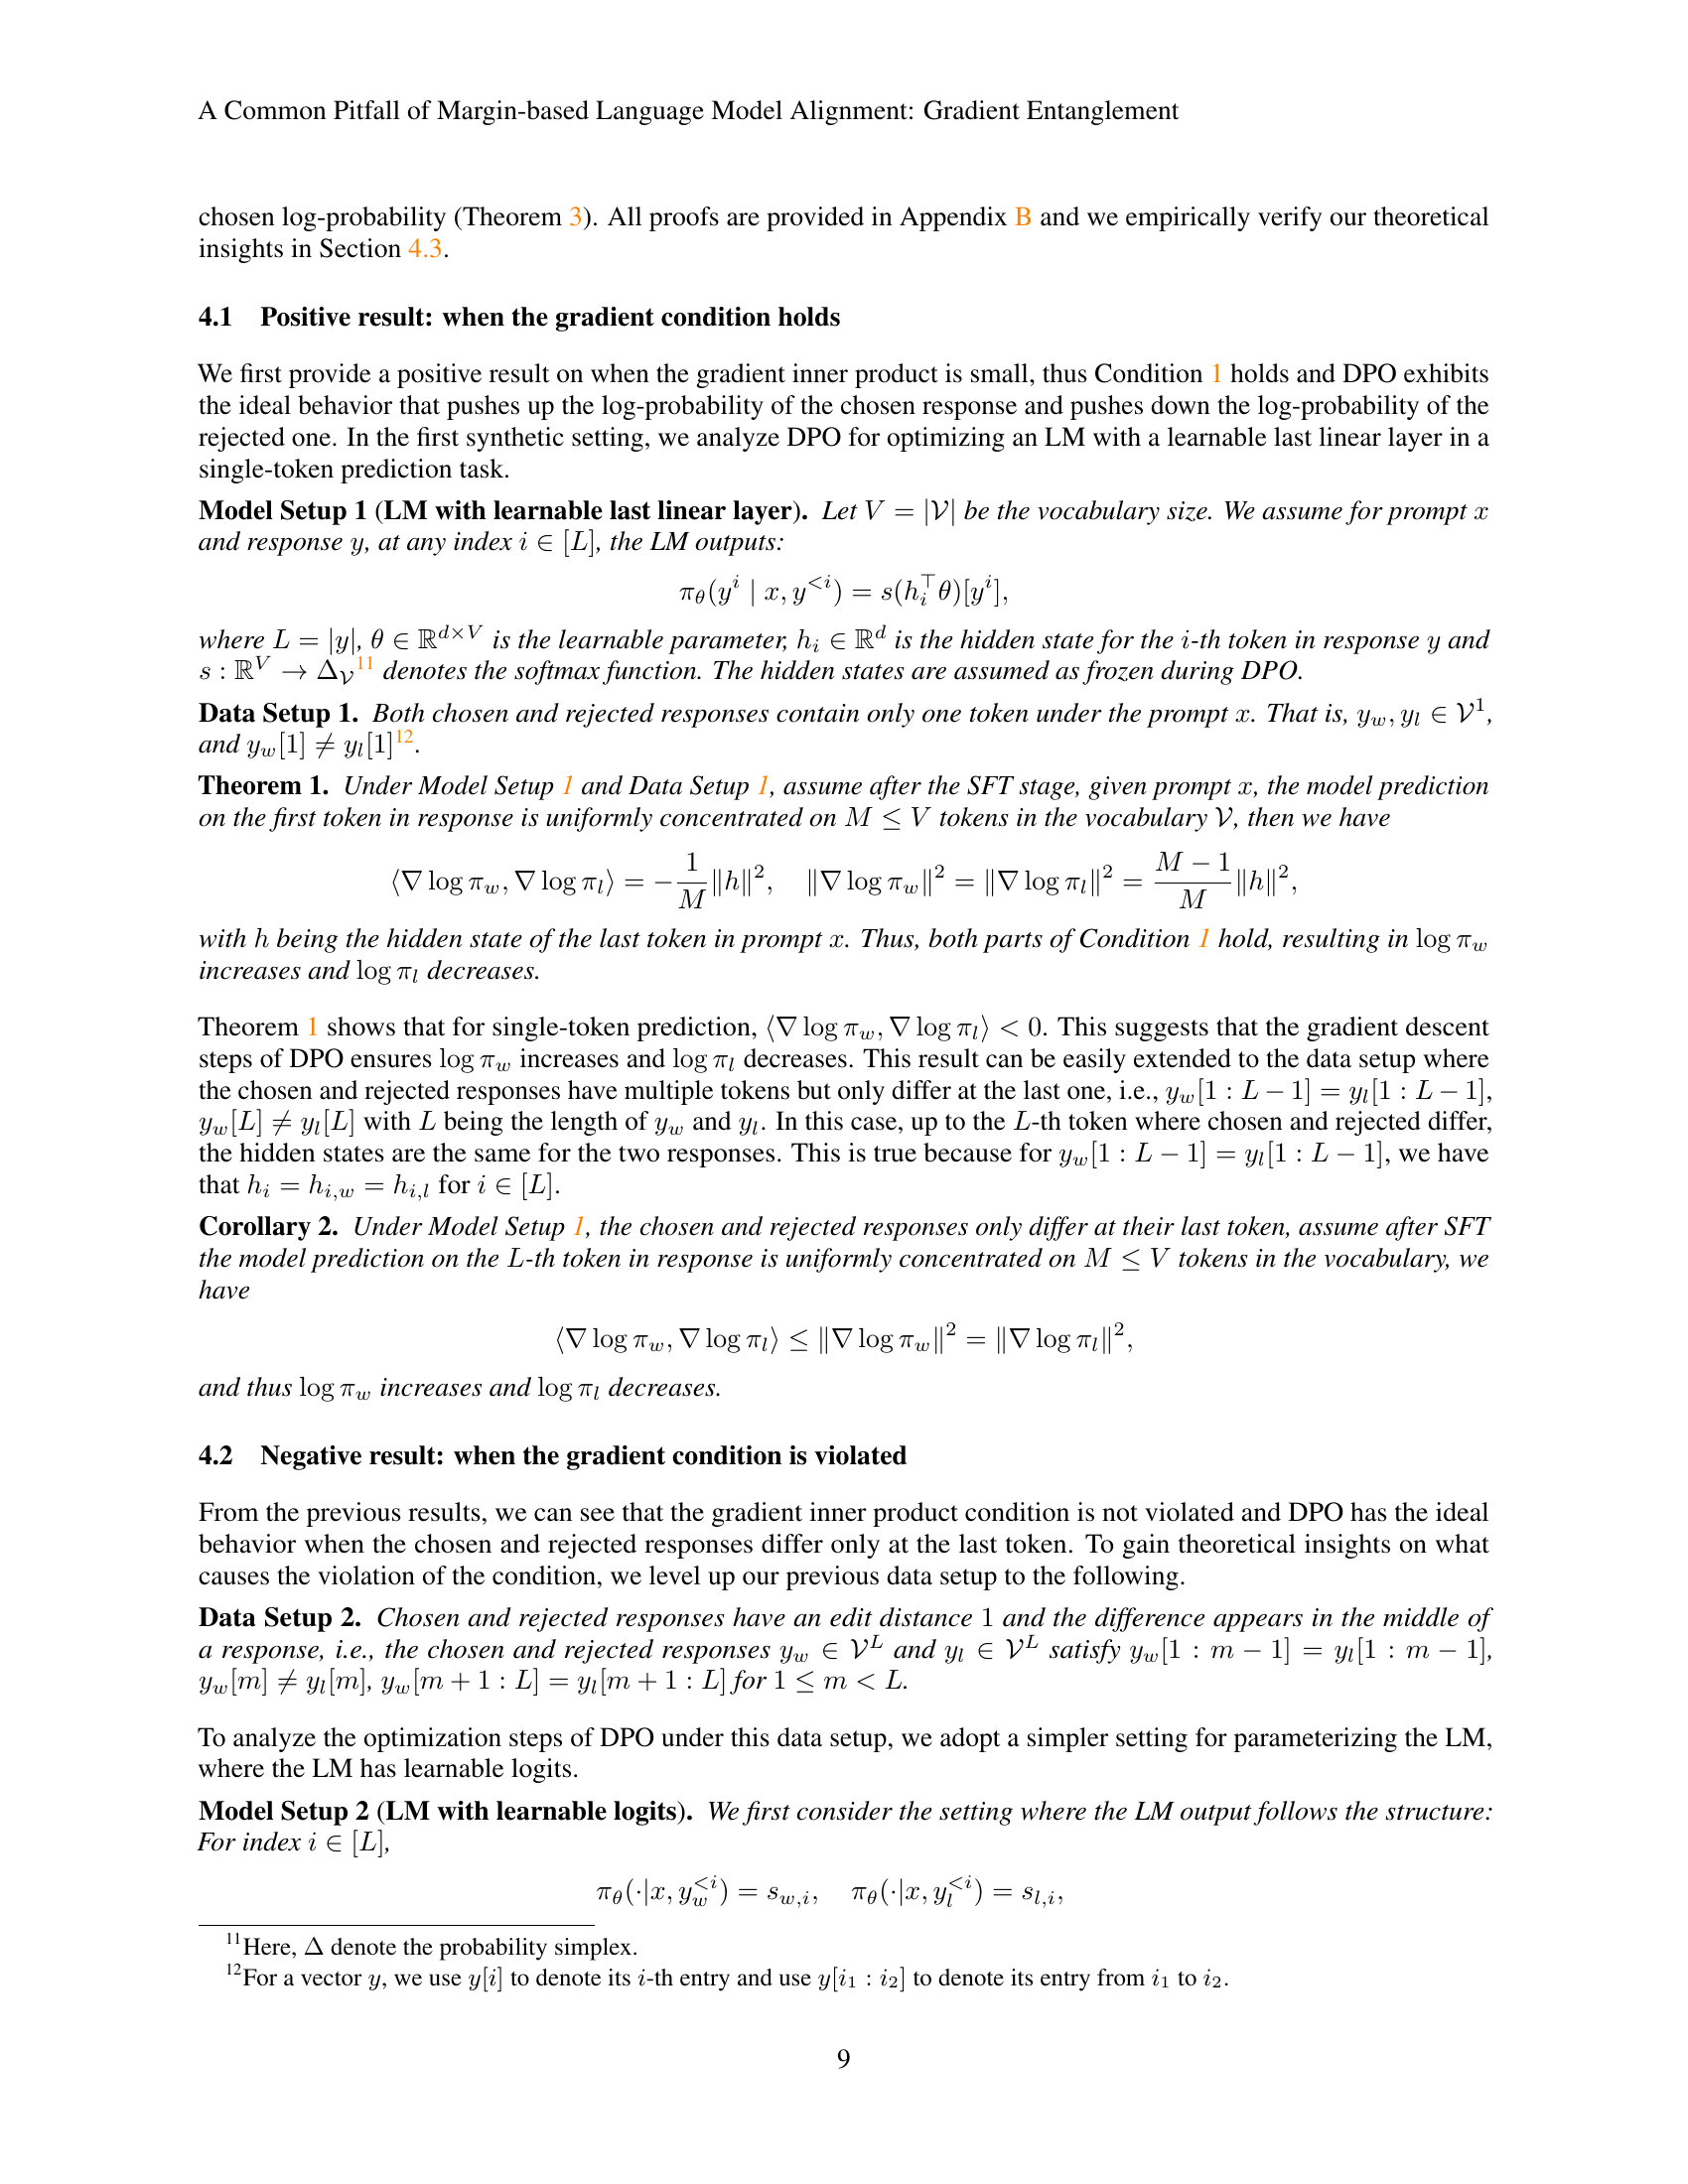 A Common Pitfall of Margin-based Language Model Alignment: Gradient Entanglement
chosen log-probability (Theorem 3). All proofs are provided in Appendix B and we empirically verify our theoretical
insights in Section 4.3.
4.1 Positive result: when the gradient condition holds
We first provide a positive result on when the gradient inner product is small, thus Condition 1 holds and DPO exhibits
the ideal behavior that pushes up the log-probability of the chosen response and pushes down the log-probability of the
rejected one. In the first synthetic setting, we analyze DPO for optimizing an LM with a learnable last linear layer in a
single-token prediction task.
Model Setup 1 (LM with learnable last linear layer). Let $V = |\mathcal{V}|$ be the vocabulary size. We assume for prompt $x$
and response $y$, at any index $i \in [L]$, the LM outputs:
$\pi_\theta(y^i \mid x, y^{<i}) = s(h_i^\top \theta)[y^i],$
where $L = |y|$, $\theta \in \mathbb{R}^{d \times V}$ is the learnable parameter, $h_i \in \mathbb{R}^d$ is the hidden state for the $i$-th token in response $y$ and
$s : \mathbb{R}^V \to \Delta_{\mathcal{V}}$$^{11}$ denotes the softmax function. The hidden states are assumed as frozen during DPO.
Data Setup 1. Both chosen and rejected responses contain only one token under the prompt $x$. That is, $y_w, y_l \in \mathcal{V}^1$,
and $y_w[1] \neq y_l[1]$$^{12}$.
Theorem 1. Under Model Setup 1 and Data Setup 1, assume after the SFT stage, given prompt $x$, the model prediction
on the first token in response is uniformly concentrated on $M \leq V$ tokens in the vocabulary $\mathcal{V}$, then we have
$\langle \nabla \log \pi_w, \nabla \log \pi_l \rangle = -\frac{1}{M} \|h\|^2, \quad \|\nabla \log \pi_w\|^2 = \|\nabla \log \pi_l\|^2 = \frac{M-1}{M} \|h\|^2,$
with $h$ being the hidden state of the last token in prompt $x$. Thus, both parts of Condition 1 hold, resulting in $\log \pi_w$
increases and $\log \pi_l$ decreases.
Theorem 1 shows that for single-token prediction, $\langle \nabla \log \pi_w, \nabla \log \pi_l \rangle < 0$. This suggests that the gradient descent
steps of DPO ensures $\log \pi_w$ increases and $\log \pi_l$ decreases. This result can be easily extended to the data setup where
the chosen and rejected responses have multiple tokens but only differ at the last one, i.e., $y_w[1 : L-1] = y_l[1 : L-1]$,
$y_w[L] \neq y_l[L]$ with $L$ being the length of $y_w$ and $y_l$. In this case, up to the $L$-th token where chosen and rejected differ,
the hidden states are the same for the two responses. This is true because for $y_w[1 : L-1] = y_l[1 : L-1]$, we have
that $h_i = h_{i,w} = h_{i,l}$ for $i \in [L]$.
Corollary 2. Under Model Setup 1, the chosen and rejected responses only differ at their last token, assume after SFT
the model prediction on the $L$-th token in response is uniformly concentrated on $M \leq V$ tokens in the vocabulary, we
have
$\langle \nabla \log \pi_w, \nabla \log \pi_l \rangle \leq \|\nabla \log \pi_w\|^2 = \|\nabla \log \pi_l\|^2,$
and thus $\log \pi_w$ increases and $\log \pi_l$ decreases.
4.2 Negative result: when the gradient condition is violated
From the previous results, we can see that the gradient inner product condition is not violated and DPO has the ideal
behavior when the chosen and rejected responses differ only at the last token. To gain theoretical insights on what
causes the violation of the condition, we level up our previous data setup to the following.
Data Setup 2. Chosen and rejected responses have an edit distance 1 and the difference appears in the middle of
a response, i.e., the chosen and rejected responses $y_w \in \mathcal{V}^L$ and $y_l \in \mathcal{V}^L$ satisfy $y_w[1 : m-1] = y_l[1 : m-1]$,
$y_w[m] \neq y_l[m]$, $y_w[m+1 : L] = y_l[m+1 : L]$ for $1 \leq m < L$.
To analyze the optimization steps of DPO under this data setup, we adopt a simpler setting for parameterizing the LM,
where the LM has learnable logits.
Model Setup 2 (LM with learnable logits). We first consider the setting where the LM output follows the structure:
For index $i \in [L]$,
$\pi_\theta(\cdot | x, y_w^{<i}) = s_{w,i}, \quad \pi_\theta(\cdot | x, y_l^{<i}) = s_{l,i},$
$^{11}$Here, $\Delta$ denote the probability simplex.
$^{12}$For a vector $y$, we use $y[i]$ to denote its $i$-th entry and use $y[i_1 : i_2]$ to denote its entry from $i_1$ to $i_2$.
9